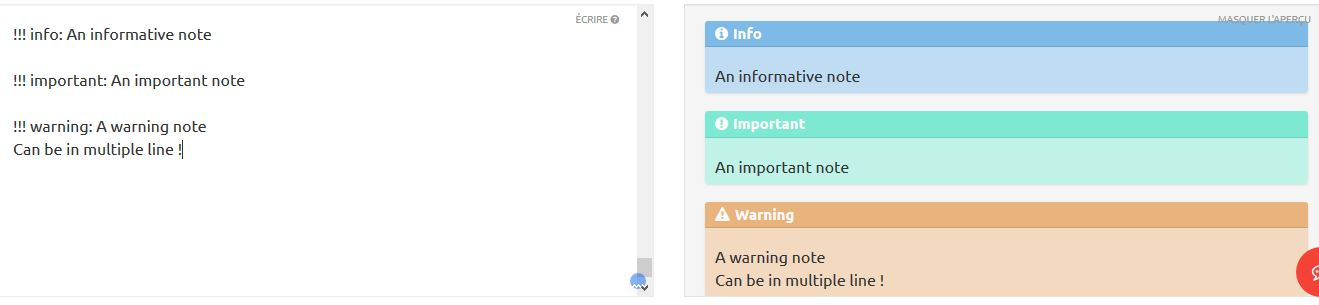 ÉCRIRE
!!! info: An informative note
!!! important: An important note
!!! warning: A warning note
Can be in multiple line !
MASQUER L'APERÇU
Info
An informative note
Important
An important note
Warning
A warning note
Can be in multiple line !